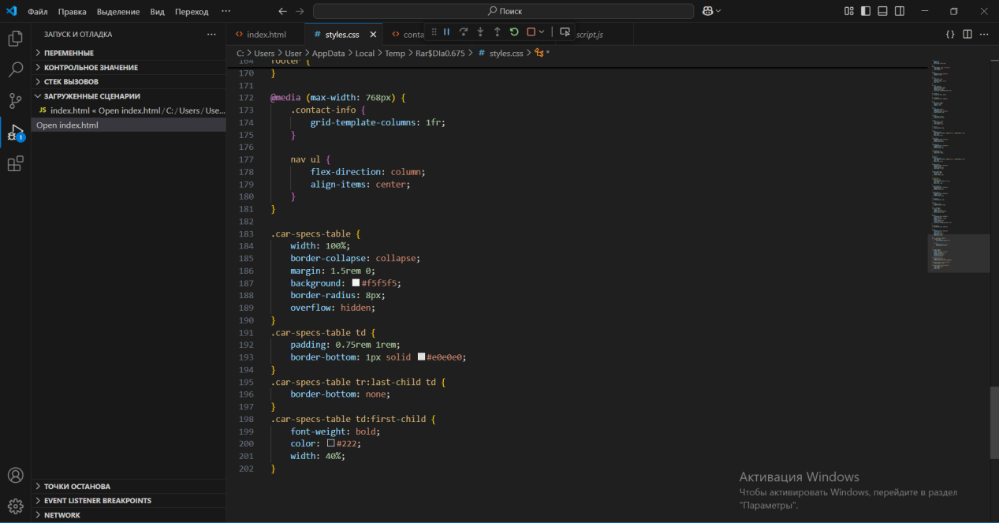 Файл Правка Выделение Вид Переход ··· Поиск
ЗАПУСК И ОТЛАДКА ···
ПЕРЕМЕННЫЕ
КОНТРОЛЬНОЕ ЗНАЧЕНИЕ
СТЕК ВЫЗОВОВ
ЗАГРУЖЕННЫЕ СЦЕНАРИИ
JS index.html « Open index.html / C: / Users / Use...
Open index.html
1
ТОЧКИ ОСТАНОВА
EVENT LISTENER BREAKPOINTS
NETWORK
<> index.html # styles.css <> conta script.js {} ···
C: > Users > User > AppData > Local > Temp > Rar$DIa0.675 > # styles.css >
164 footer {
170 }
171
172 @media (max-width: 768px) {
173 .contact-info {
174 grid-template-columns: 1fr;
175 }
176
177 nav ul {
178 flex-direction: column;
179 align-items: center;
180 }
181 }
182
183 .car-specs-table {
184 width: 100%;
185 border-collapse: collapse;
186 margin: 1.5rem 0;
187 background: #f5f5f5;
188 border-radius: 8px;
189 overflow: hidden;
190 }
191 .car-specs-table td {
192 padding: 0.75rem 1rem;
193 border-bottom: 1px solid #e0e0e0;
194 }
195 .car-specs-table tr:last-child td {
196 border-bottom: none;
197 }
198 .car-specs-table td:first-child {
199 font-weight: bold;
200 color: #222;
201 width: 40%;
202 }
Активация Windows
Чтобы активировать Windows, перейдите в раздел
"Параметры".